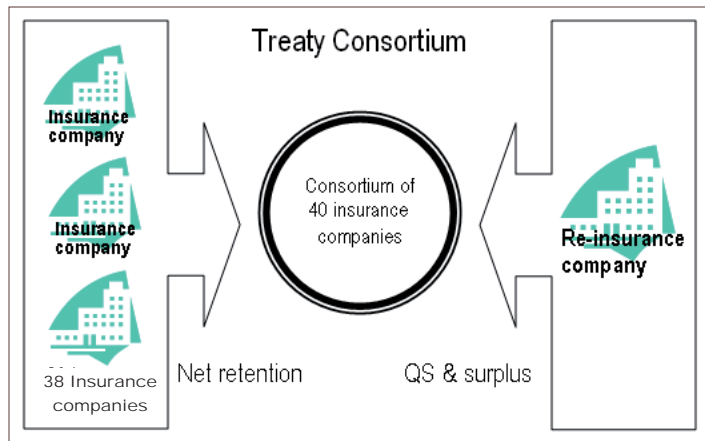 Treaty Consortium
Insurance
company
Insurance
company
38 Insurance
companies
Net retention
Consortium of
40 insurance
companies
QS & surplus
Re-insurance
company